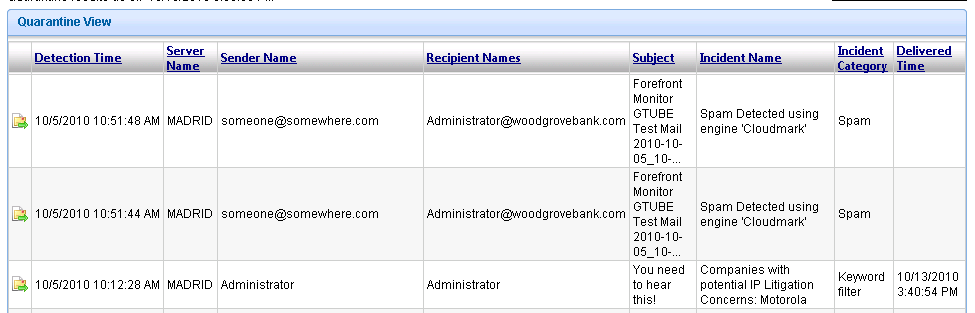 Quarantine View
Detection Time
Server Name
Sender Name
Recipient Names
Subject
Incident Name
Incident Category
Delivered Time
10/5/2010 10:51:48 AM
MADRID
someone@somewhere.com
Administrator@woodgrovebank.com
Forefront
Monitor
GTUBE
Test Mail
2010-10-
05_10-...
Spam Detected using
engine 'Cloudmark'
Spam
10/5/2010 10:51:44 AM
MADRID
someone@somewhere.com
Administrator@woodgrovebank.com
Forefront
Monitor
GTUBE
Test Mail
2010-10-
05_10-...
Spam Detected using
engine 'Cloudmark'
Spam
10/5/2010 10:12:28 AM
MADRID
Administrator
Administrator
You need
to hear
this!
Companies with
potential IP Litigation
Concerns: Motorola
Keyword
filter
10/13/2010
3:40:54 PM